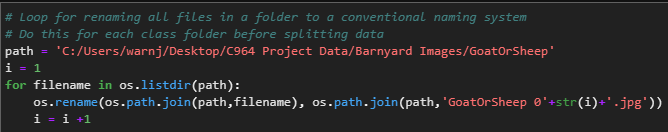 # Loop for renaming all files in a folder to a conventional naming system
# Do this for each class folder before splitting data
path = 'C:/Users/warnj/Desktop/C964 Project Data/Barnyard Images/GoatOrSheep'
i = 1
for filename in os.listdir(path):
    os.rename(os.path.join(path,filename), os.path.join(path,'GoatOrSheep 0'+str(i)+'.jpg'))
    i = i +1